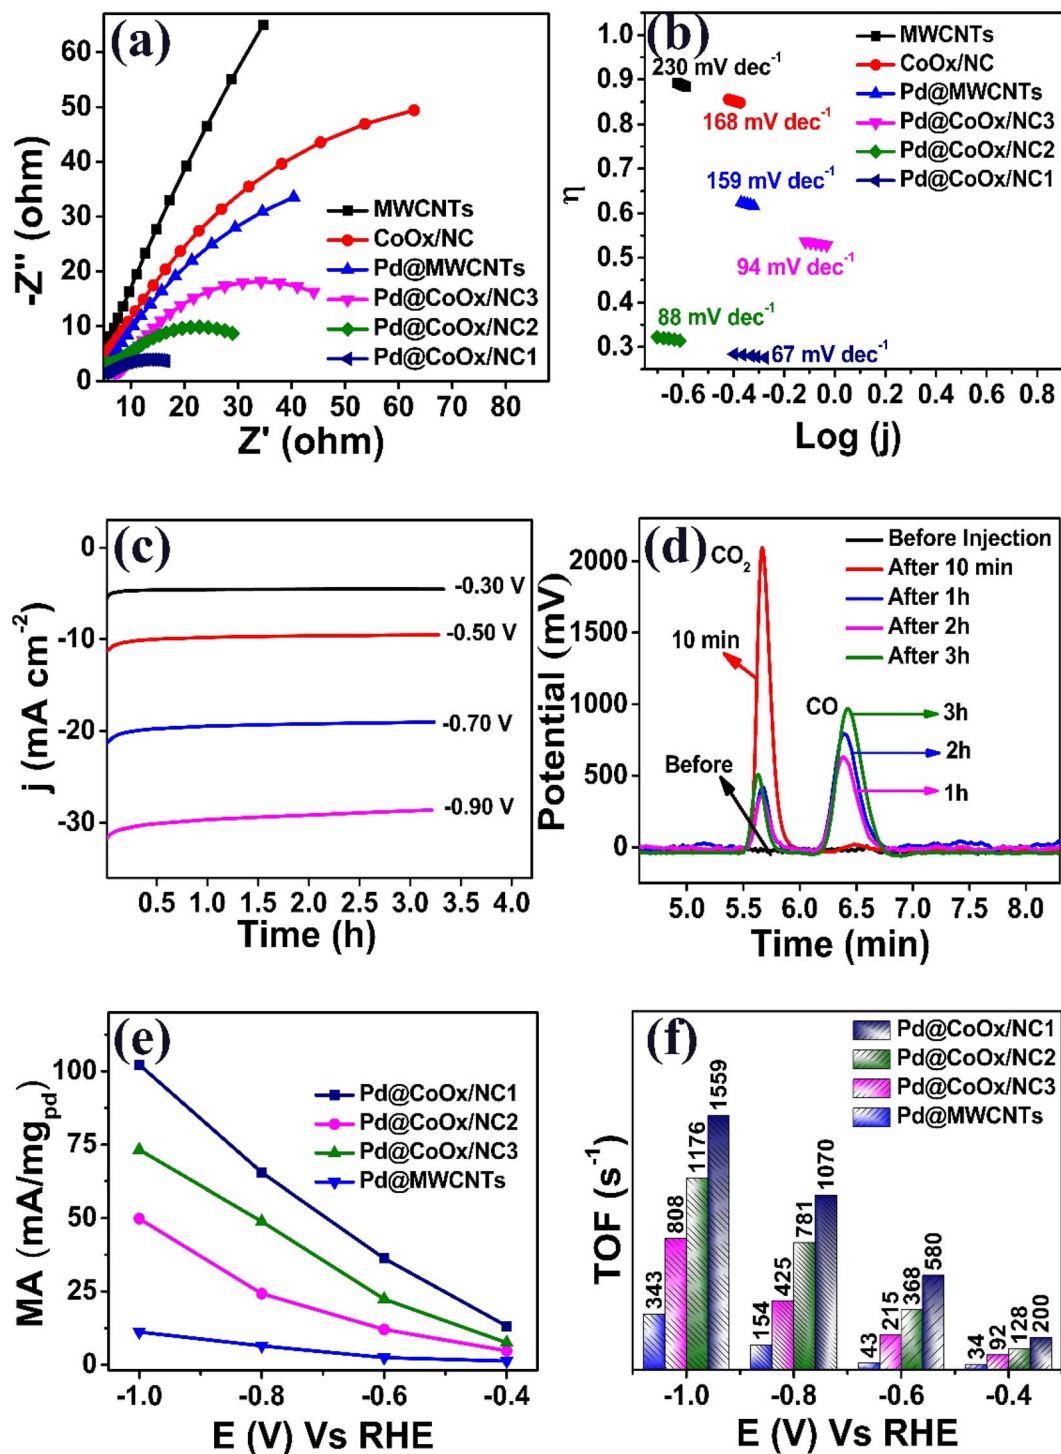 (a)
60
50
40
30
20
10
0
10 20 30 40 50 60 70 80
-Z'' (ohm)
Z' (ohm)
MWCNTs
CoOx/NC
Pd@MWCNTs
Pd@CoOx/NC3
Pd@CoOx/NC2
Pd@CoOx/NC1
(b)
1.0
0.9
0.8
0.7
0.6
0.5
0.4
0.3
-0.6 -0.4 -0.2 0.0 0.2 0.4 0.6 0.8
η
Log (j)
230 mV dec⁻¹
168 mV dec⁻¹
159 mV dec⁻¹
94 mV dec⁻¹
88 mV dec⁻¹
67 mV dec⁻¹
MWCNTs
CoOx/NC
Pd@MWCNTs
Pd@CoOx/NC3
Pd@CoOx/NC2
Pd@CoOx/NC1
(c)
0
-10
-20
-30
0.5 1.0 1.5 2.0 2.5 3.0 3.5 4.0
j (mA cm⁻²)
Time (h)
-0.30 V
-0.50 V
-0.70 V
-0.90 V
(d)
2000
1500
1000
500
0
5.0 5.5 6.0 6.5 7.0 7.5 8.0
Potential (mV)
Time (min)
CO₂
10 min
Before
CO
3h
2h
1h
Before Injection
After 10 min
After 1h
After 2h
After 3h
(e)
100
75
50
25
0
-1.0 -0.8 -0.6 -0.4
MA (mA/mg_pd)
E (V) Vs RHE
Pd@CoOx/NC1
Pd@CoOx/NC2
Pd@CoOx/NC3
Pd@MWCNTs
(f)
Pd@CoOx/NC1
Pd@CoOx/NC2
Pd@CoOx/NC3
Pd@MWCNTs
TOF (s⁻¹)
343 808 1176 1559
154 425 781 1070
43 215 368 580
34 92 128 200
-1.0 -0.8 -0.6 -0.4
E (V) Vs RHE